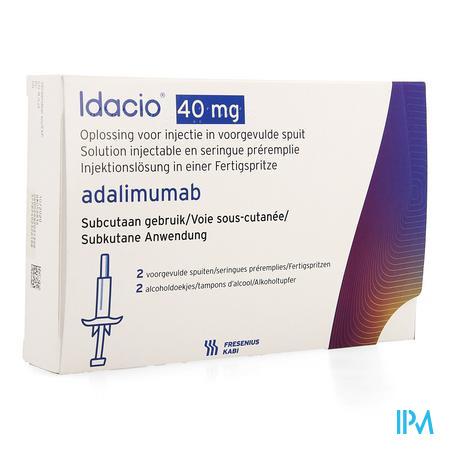 Idacio® 40 mg
Oplossing voor injectie in voorgevulde spuit
Solution injectable en seringue préremplie
Injektionslösung in einer Fertigspritze
adalimumab
Subcutaan gebruik/Voie sous-cutanée/
Subkutane Anwendung
2 voorgevulde spuiten/seringues préremplies/Fertigspritzen
2 alcoholdoekjes/tampons d'alcool/Alkoholtupfer
FRESENIUS
KABI
IPM